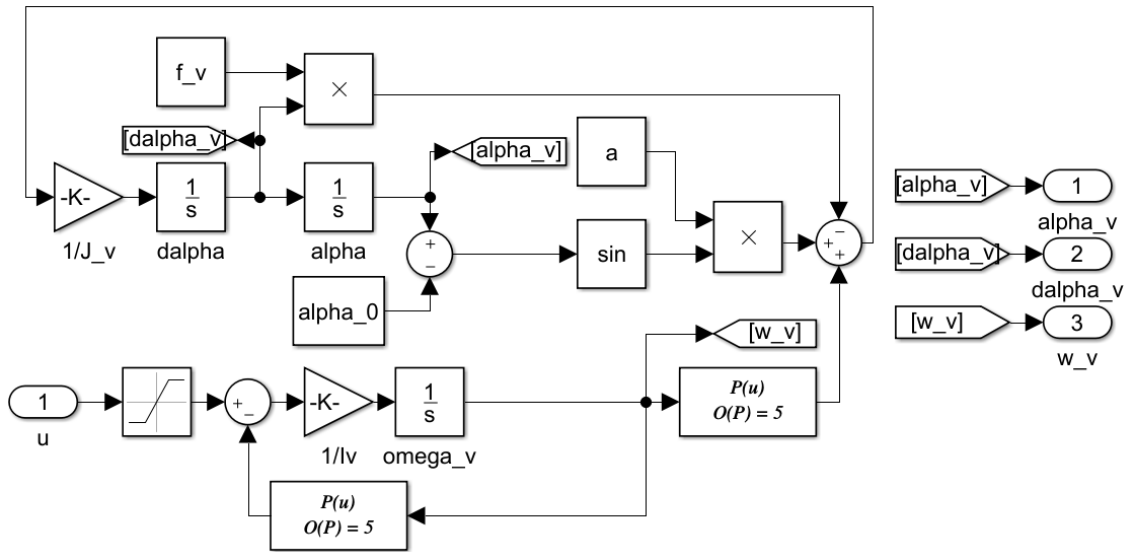 f_v
×
[dalpha_v]
[alpha_v]
a
-K-
1
s
1
s
1/J_v
dalpha
alpha
+
−
sin
×
−
+
+
alpha_0
[alpha_v]
1
alpha_v
[dalpha_v]
2
dalpha_v
[w_v]
3
w_v
[w_v]
1
u
+
−
-K-
1
s
1/Iv
omega_v
P(u)
O(P) = 5
P(u)
O(P) = 5